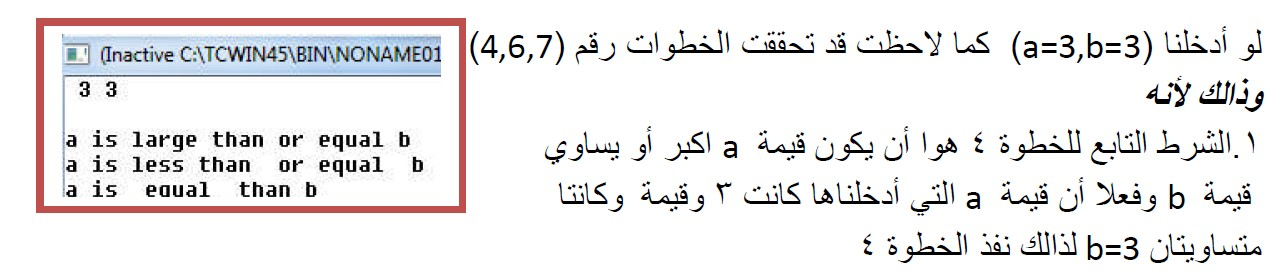 لو أدخلنا (a=3,b=3) كما لاحظت قد تحققت الخطوات رقم (4,6,7)
وذالك لأنه
١.الشرط التابع للخطوة ٤ هوا أن يكون قيمة a اكبر أو يساوي
قيمة b وفعلا أن قيمة a التي أدخلناها كانت ٣ وقيمة وكانتا
متساويتان b=3 لذالك نفذ الخطوة ٤
(Inactive C:\TCWIN45\BIN\NONAME01
3 3
a is large than or equal b
a is less than or equal b
a is equal than b